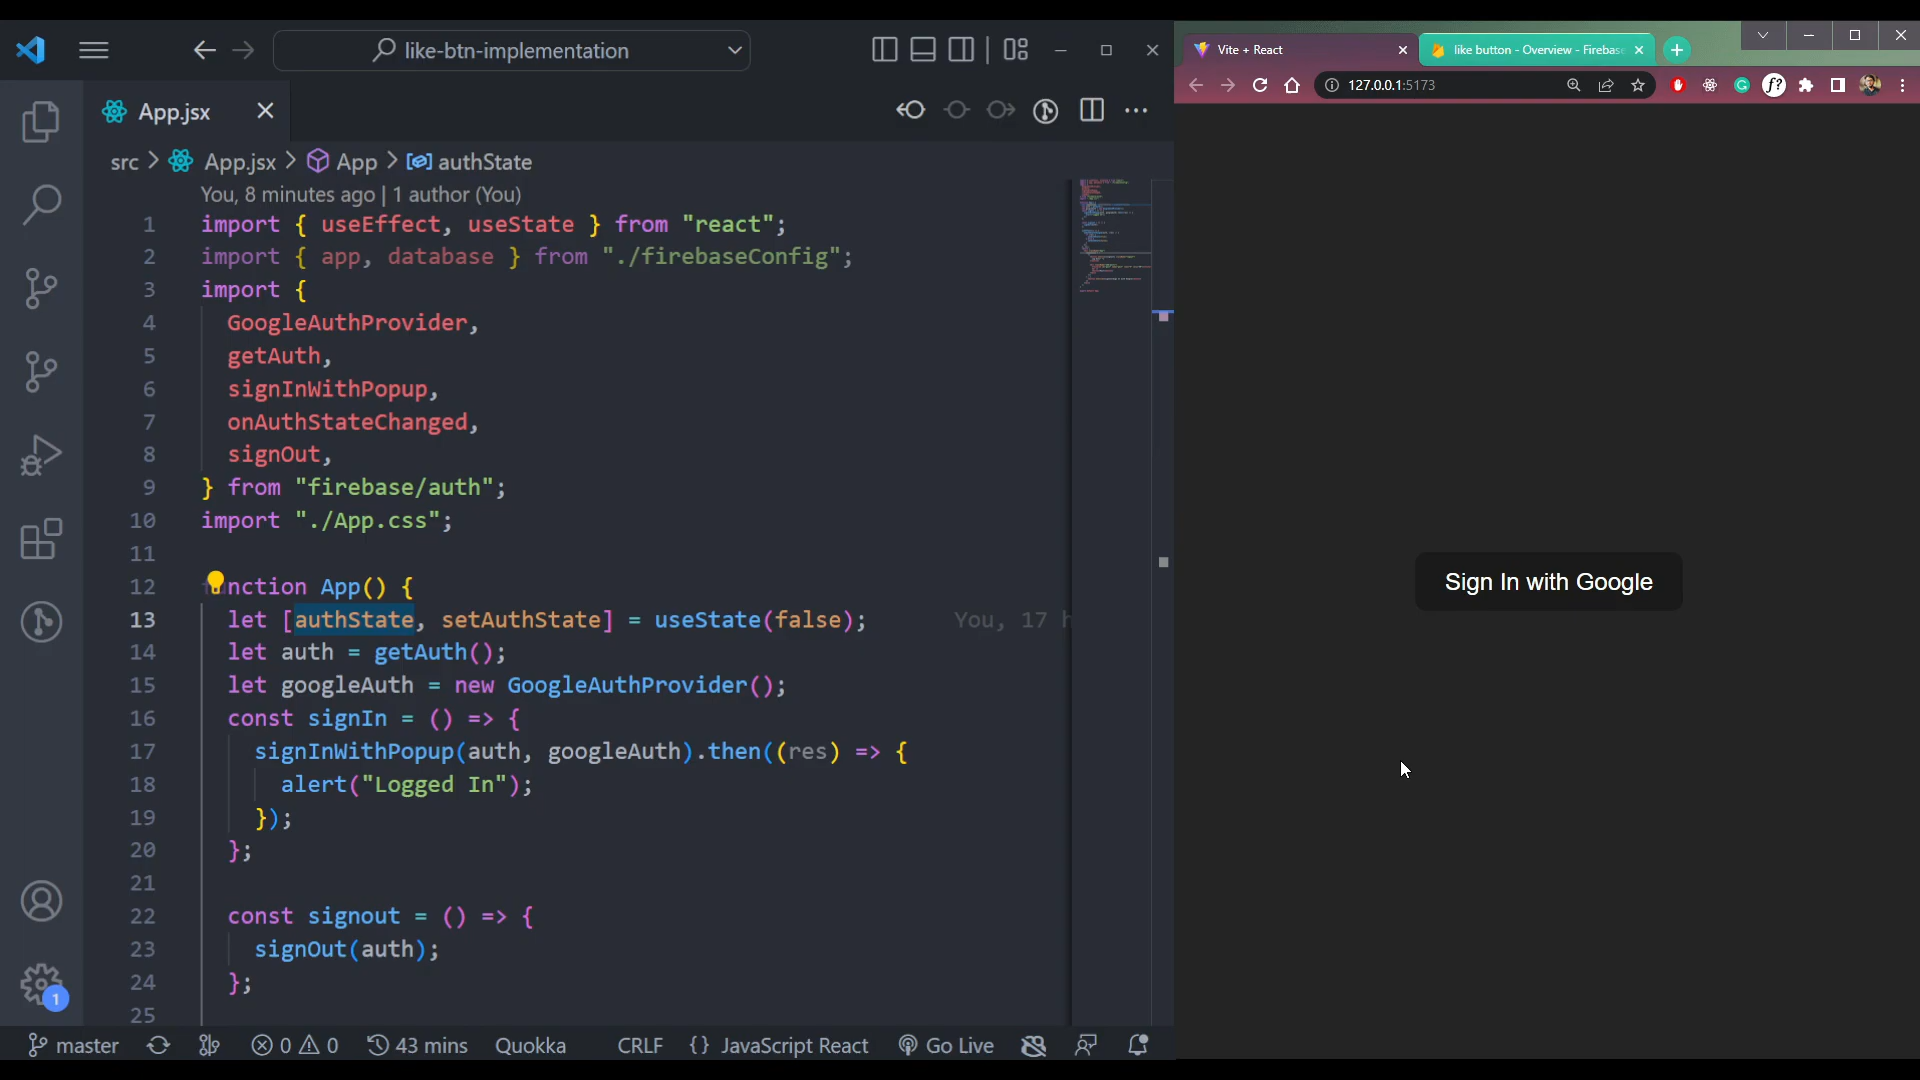 like-btn-implementation
App.jsx
src > App.jsx > App > authState
You, 8 minutes ago | 1 author (You)
1 import { useEffect, useState } from "react";
2 import { app, database } from "./firebaseConfig";
3 import {
4 GoogleAuthProvider,
5 getAuth,
6 signInWithPopup,
7 onAuthStateChanged,
8 signOut,
9 } from "firebase/auth";
10 import "./App.css";
11
12 nction App() {
13 let [authState, setAuthState] = useState(false); You, 17 h
14 let auth = getAuth();
15 let googleAuth = new GoogleAuthProvider();
16 const signIn = () => {
17 signInWithPopup(auth, googleAuth).then((res) => {
18 alert("Logged In");
19 });
20 };
21
22 const signout = () => {
23 signOut(auth);
24 };
25
1
master 0 0 43 mins Quokka CRLF {} JavaScript React Go Live
Vite + React
like button - Overview - Firebase
127.0.0.1:5173
f?
Sign In with Google